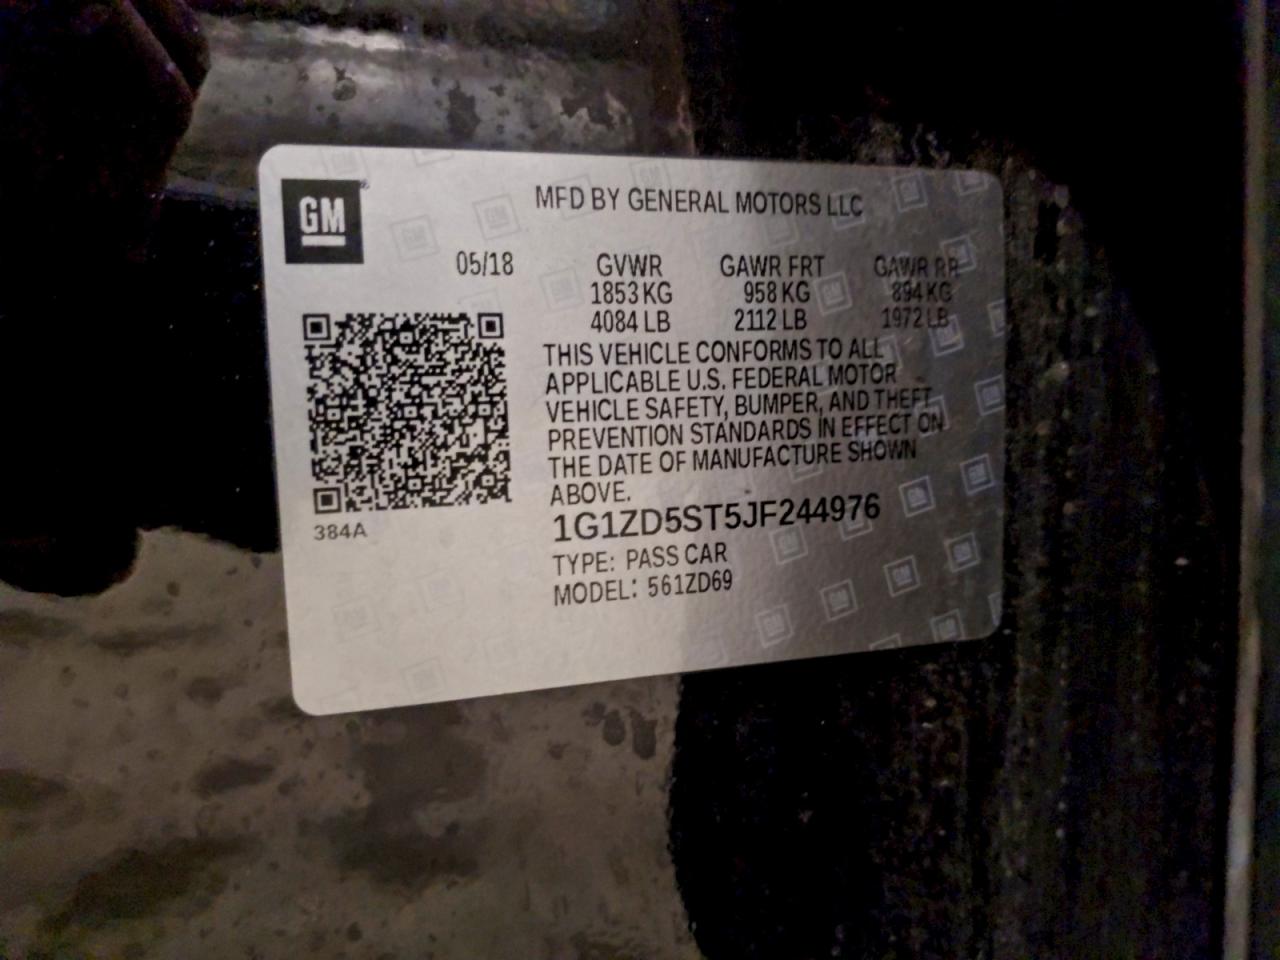 GM
MFD BY GENERAL MOTORS LLC
05/18 GVWR GAWR FRT GAWR RR
1853 KG 958 KG 894 KG
4084 LB 2112 LB 1972 LB
THIS VEHICLE CONFORMS TO ALL
APPLICABLE U.S. FEDERAL MOTOR
VEHICLE SAFETY, BUMPER, AND THEFT
PREVENTION STANDARDS IN EFFECT ON
THE DATE OF MANUFACTURE SHOWN
ABOVE.
384A
1G1ZD5ST5JF244976
TYPE: PASS CAR
MODEL: 561ZD69